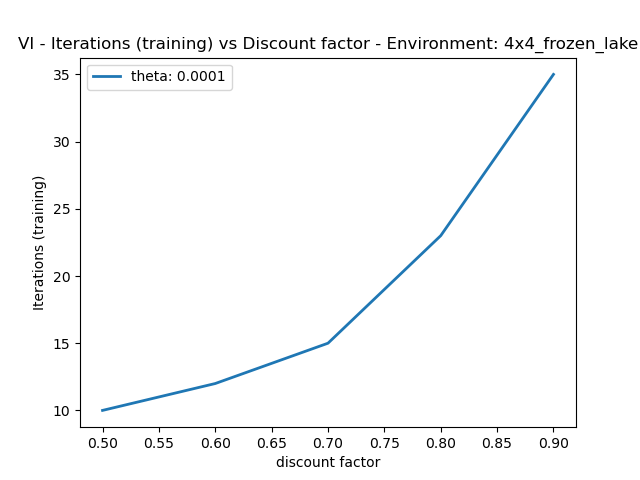 VI - Iterations (training) vs Discount factor - Environment: 4x4_frozen_lake
theta: 0.0001
35
30
25
20
15
10
Iterations (training)
0.50 0.55 0.60 0.65 0.70 0.75 0.80 0.85 0.90
discount factor